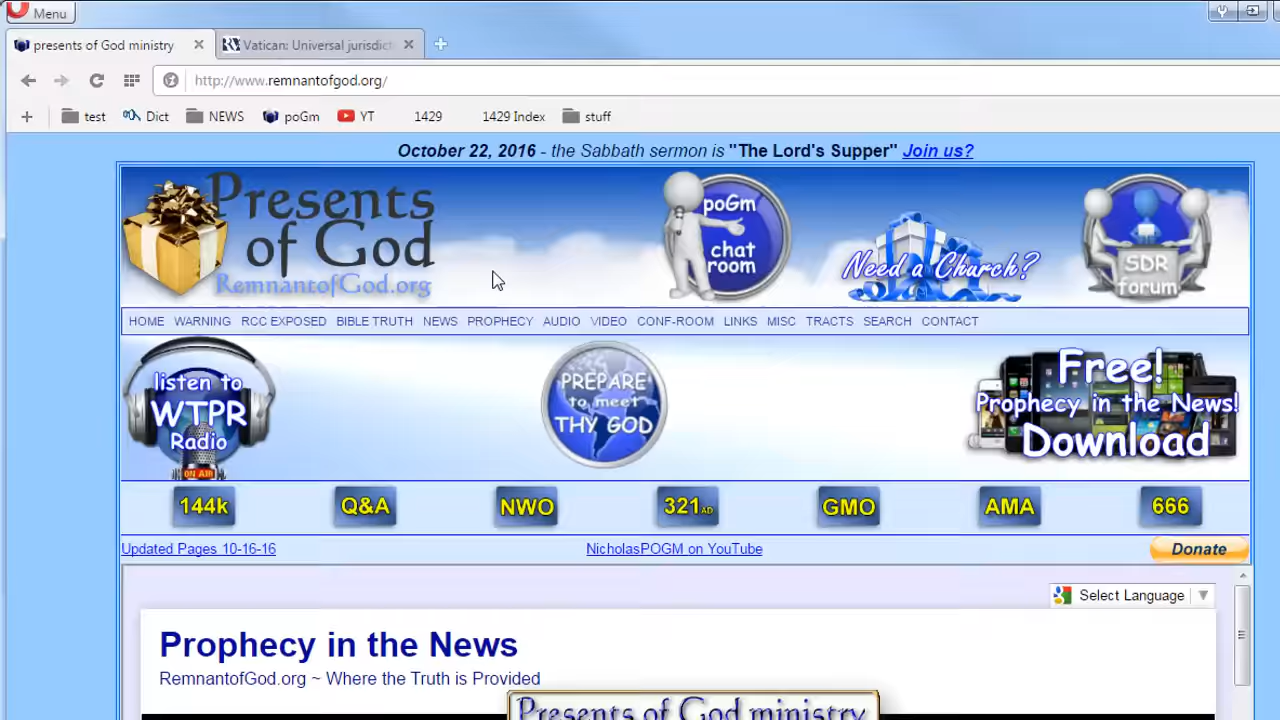 Menu
presents of God ministry
Vatican: Universal jurisdict
http://www.remnantofgod.org/
test Dict NEWS poGm YT 1429 1429 Index stuff
October 22, 2016 - the Sabbath sermon is "The Lord's Supper" Join us?
Presents
of God
RemnantofGod.org
poGm
chat
room
Need a Church?
SDR
forum
HOME WARNING RCC EXPOSED BIBLE TRUTH NEWS PROPHECY AUDIO VIDEO CONF-ROOM LINKS MISC TRACTS SEARCH CONTACT
listen to
WTPR
Radio
ON AIR
PREPARE
to meet
THY GOD
Free!
Prophecy in the News!
Download
144k Q&A NWO 321AD GMO AMA 666
Updated Pages 10-16-16 NicholasPOGM on YouTube Donate
Select Language
Prophecy in the News
RemnantofGod.org ~ Where the Truth is Provided
Presents of God ministry